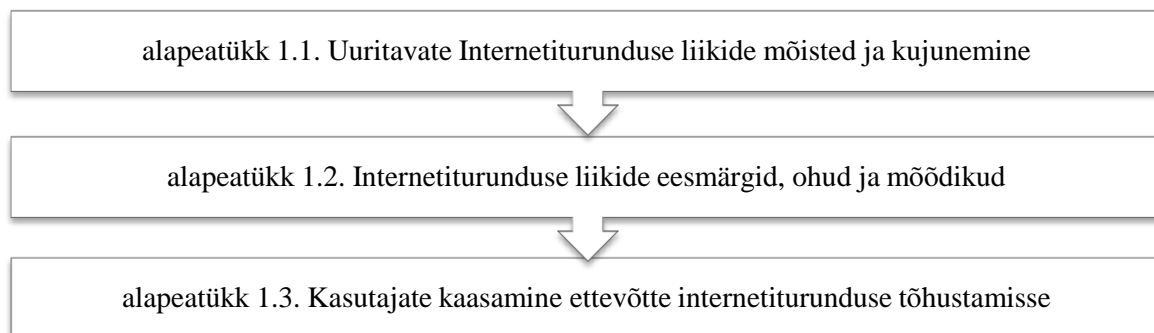 alapeatükk 1.1. Uuritavate Internetiturunduse liikide mõisted ja kujunemine
alapeatükk 1.2. Internetiturunduse liikide eesmärgid, ohud ja mõõdikud
alapeatükk 1.3. Kasutajate kaasamine ettevõtte internetiturunduse tõhustamisse